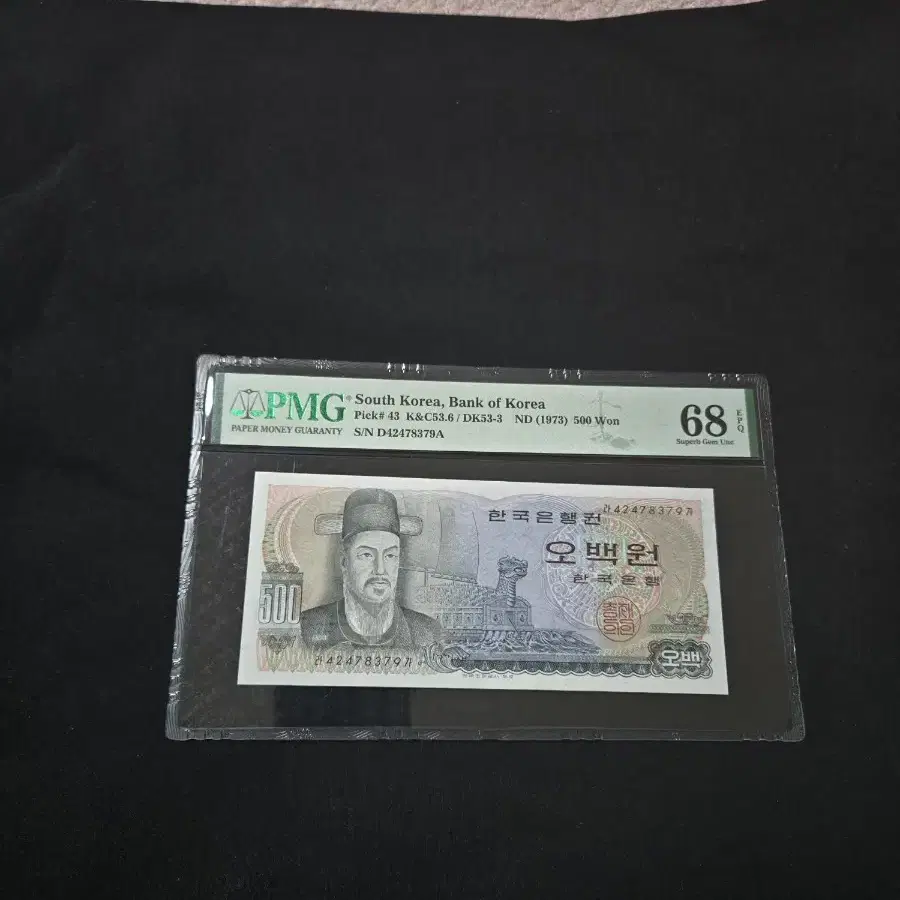 PMG
PAPER MONEY GUARANTY
South Korea, Bank of Korea
Pick# 43 K&C53.6 / DK53-3 ND (1973) 500 Won
S/N D42478379A
68 EPQ
Superb Gem Unc
한국은행권
라42478379가
오백원
한국은행
500
라42478379가
오백